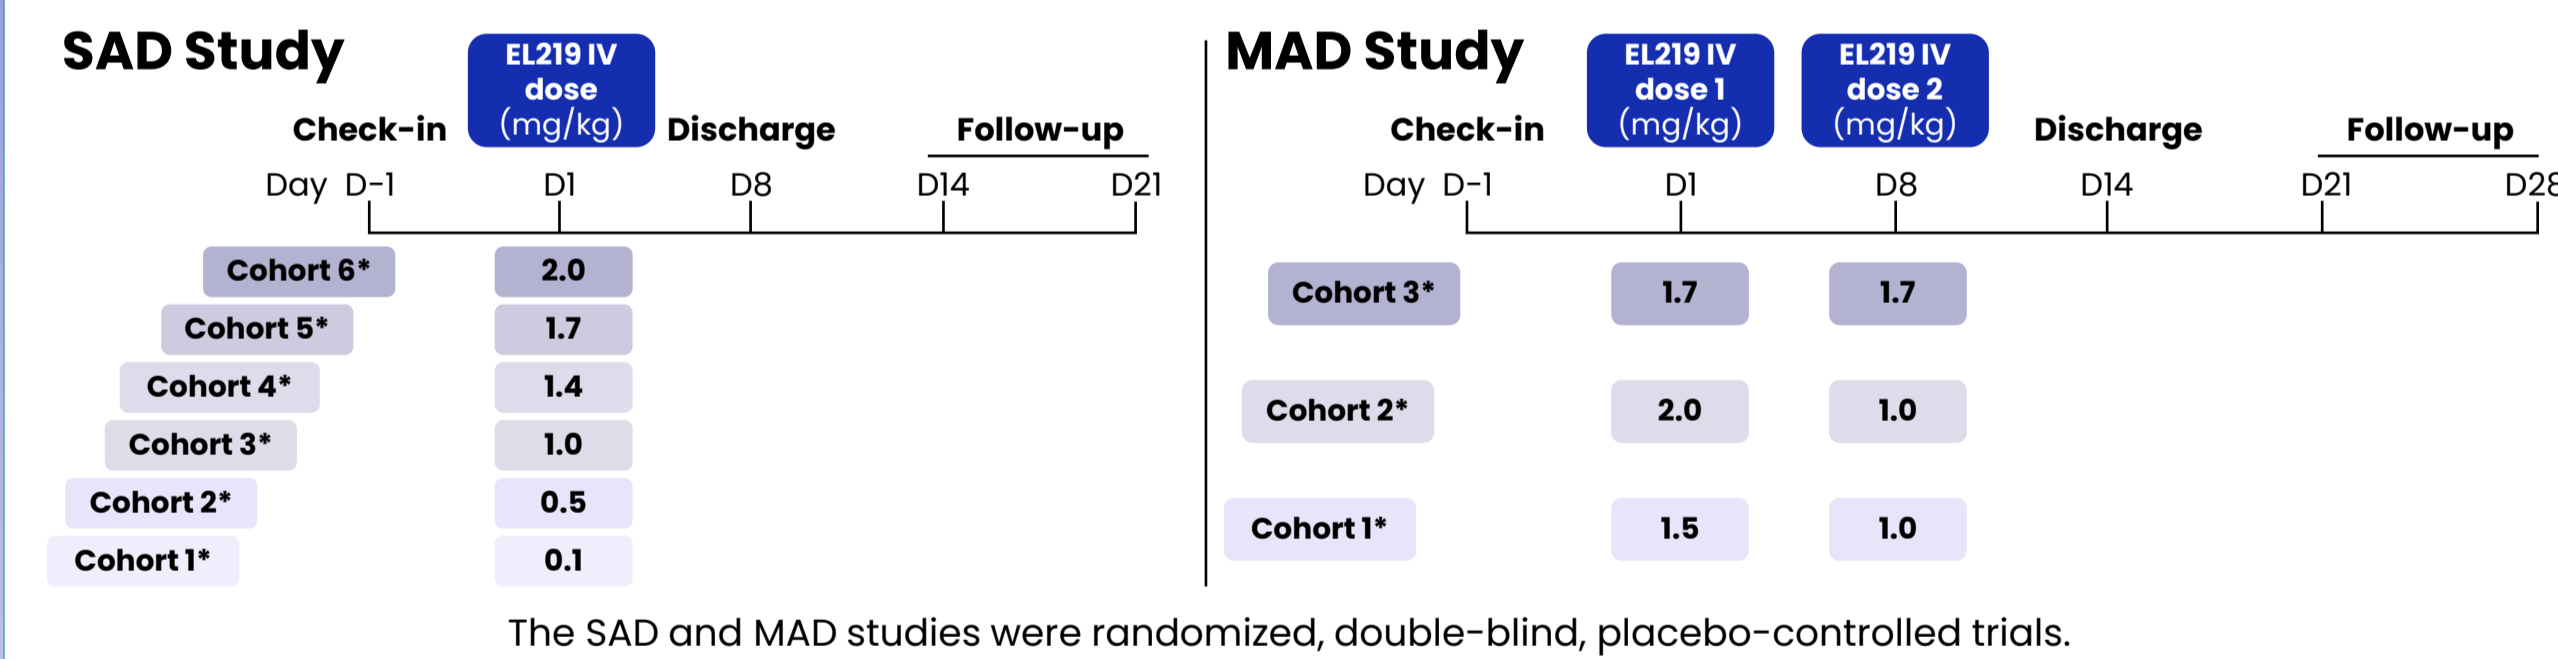 SAD Study
EL219 IV
dose
(mg/kg)
Check-in
Discharge
Follow-up
Day D-1 D1 D8 D14 D21
Cohort 6* 2.0
Cohort 5* 1.7
Cohort 4* 1.4
Cohort 3* 1.0
Cohort 2* 0.5
Cohort 1* 0.1
MAD Study
EL219 IV
dose 1
(mg/kg)
EL219 IV
dose 2
(mg/kg)
Check-in
Discharge
Follow-up
Day D-1 D1 D8 D14 D21 D28
Cohort 3* 1.7 1.7
Cohort 2* 2.0 1.0
Cohort 1* 1.5 1.0
The SAD and MAD studies were randomized, double-blind, placebo-controlled trials.